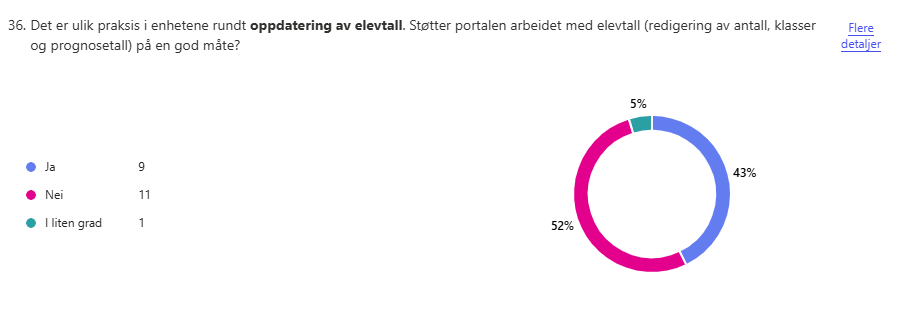 36. Det er ulik praksis i enhetene rundt oppdatering av elevtall. Støtter portalen arbeidet med elevtall (redigering av antall, klasser
og prognosetall) på en god måte?
Flere
detaljer
Ja 9
Nei 11
I liten grad 1
5%
43%
52%